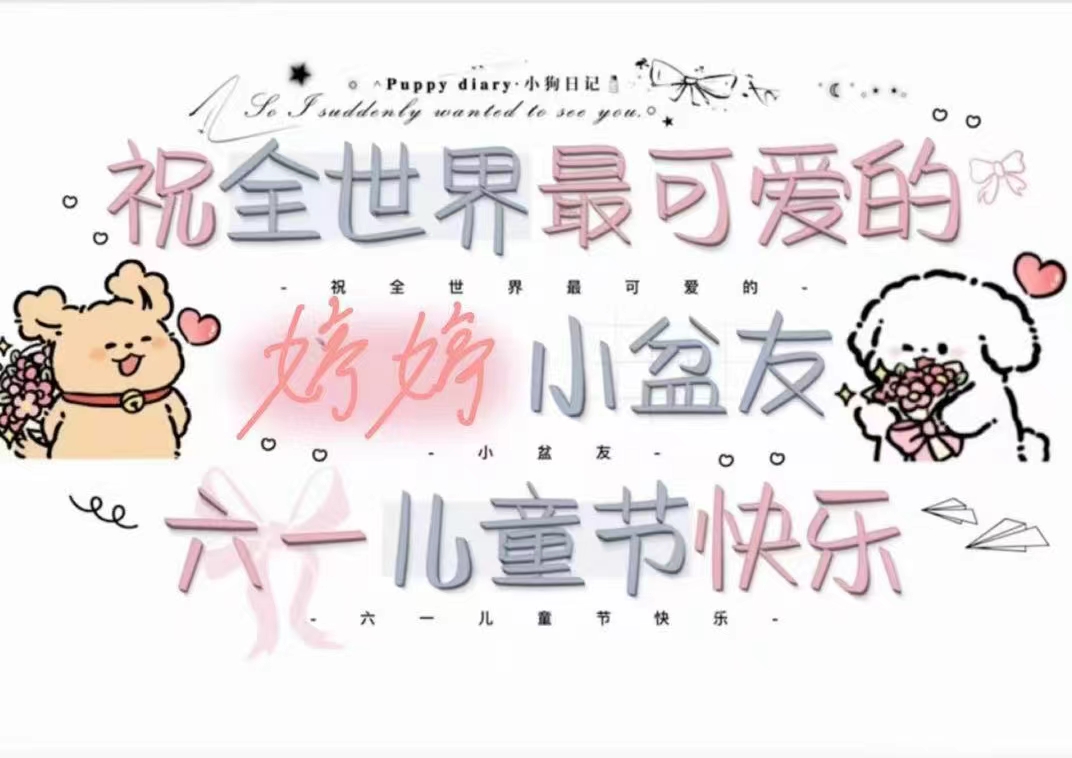 ^Puppy diary·小狗日记
So I suddenly wanted to see you.
祝全世界最可爱的
- 祝 全 世 界 最 可 爱 的 -
婷婷 小盆友
- 小 盆 友 -
六一儿童节快乐
- 六 一 儿 童 节 快 乐 -